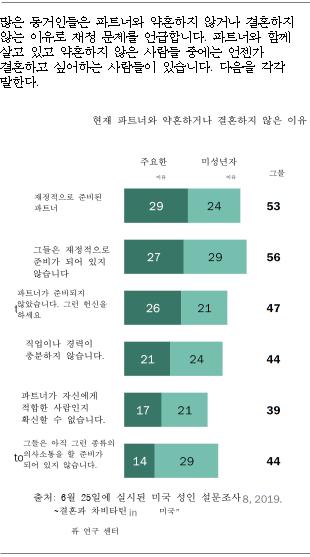 많은 동거인들은 파트너와 약혼하지 않거나 결혼하지
않는 이유로 재정 문제를 언급합니다. 파트너와 함께
살고 있고 약혼하지 않은 사람들 중에는 언젠가
결혼하고 싶어하는 사람들이 있습니다. 다음을 각각
말한다.
현재 파트너와 약혼하거나 결혼하지 않은 이유
주요한 미성년자
이유 이유 그물
재정적으로 준비된
파트너
29 24 53
그들은 재정적으로
준비가 되어 있지
않습니다
27 29 56
파트너가 준비되지
않았습니다. 그런 헌신을
하세요
26 21 47
직업이나 경력이
충분하지 않습니다.
21 24 44
파트너가 자신에게
적합한 사람인지
확신할 수 없습니다.
17 21 39
그들은 아직 그런 종류의
to의사소통을 할 준비가
되어 있지 않습니다.
14 29 44
출처: 6월 25일에 실시된 미국 성인 설문조사8, 2019.
~결혼과 차비타틴in 미국"
퓨 연구 센터